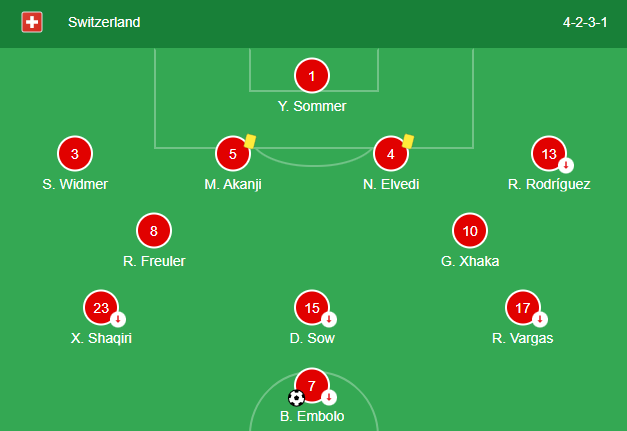 Switzerland 4-2-3-1
1
Y. Sommer
3 5 4 13
S. Widmer M. Akanji N. Elvedi R. Rodríguez
8 10
R. Freuler G. Xhaka
23 15 17
X. Shaqiri D. Sow R. Vargas
7
B. Embolo